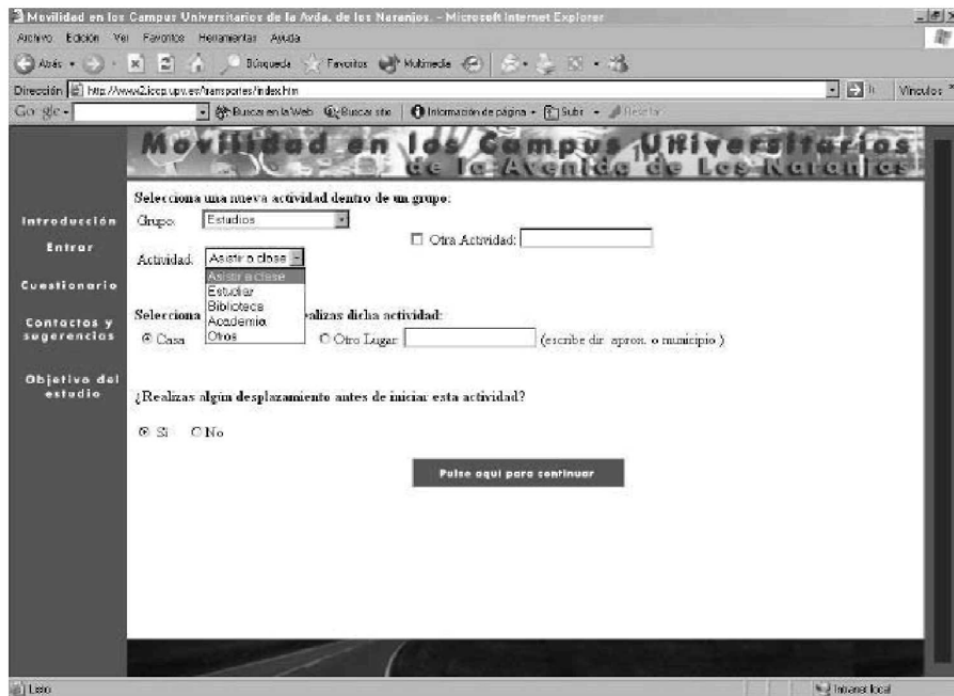 Movilidad en los Campus Universitarios de la Avda. de los Naranjos. - Microsoft Internet Explorer
Archivo Edición Ver Favoritos Herramientas Ayuda
Atrás Búsqueda Favoritos Multimedia
Dirección http://www2.iccp.upv.es/transportes/index.htm Ir Vínculos
Google Buscar en la Web Buscar sitio Información de página Subir Resaltar
Movilidad en los Campus Universitarios
de la Avenida de Los Naranjos
Selecciona una nueva actividad dentro de un grupo:
Introducción
Grupo: Estudios
Otra Actividad:
Entrar
Actividad: Asistir a clase
Asistir a clase
Estudiar
Cuestionario
Biblioteca
Academia
Otros
Selecciona alizas dicha actividad:
Contactos y
sugerencias
Casa Otro Lugar: (escribe dir. aprox. o municipio )
Objetivo del
estudio
¿Realizas algún desplazamiento antes de iniciar esta actividad?
Si No
Pulse aquí para continuar
Listo Intranet local